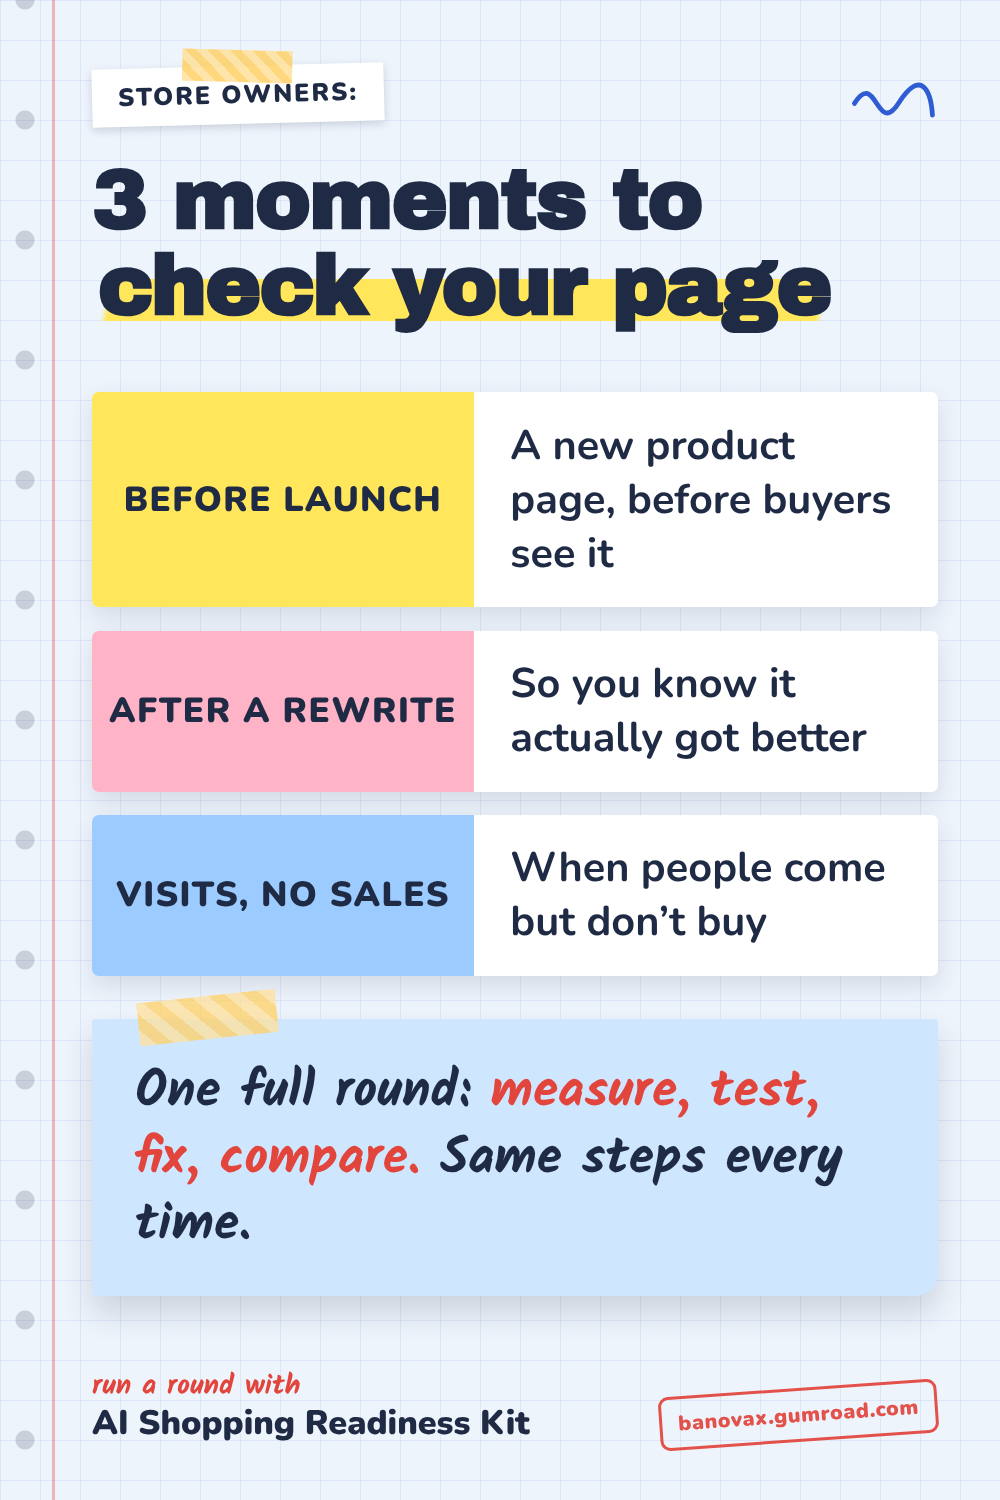 STORE OWNERS:
3 moments to
check your page
BEFORE LAUNCH
A new product
page, before buyers
see it
AFTER A REWRITE
So you know it
actually got better
VISITS, NO SALES
When people come
but don’t buy
One full round: measure, test,
fix, compare. Same steps every
time.
run a round with
AI Shopping Readiness Kit
banovax.gumroad.com